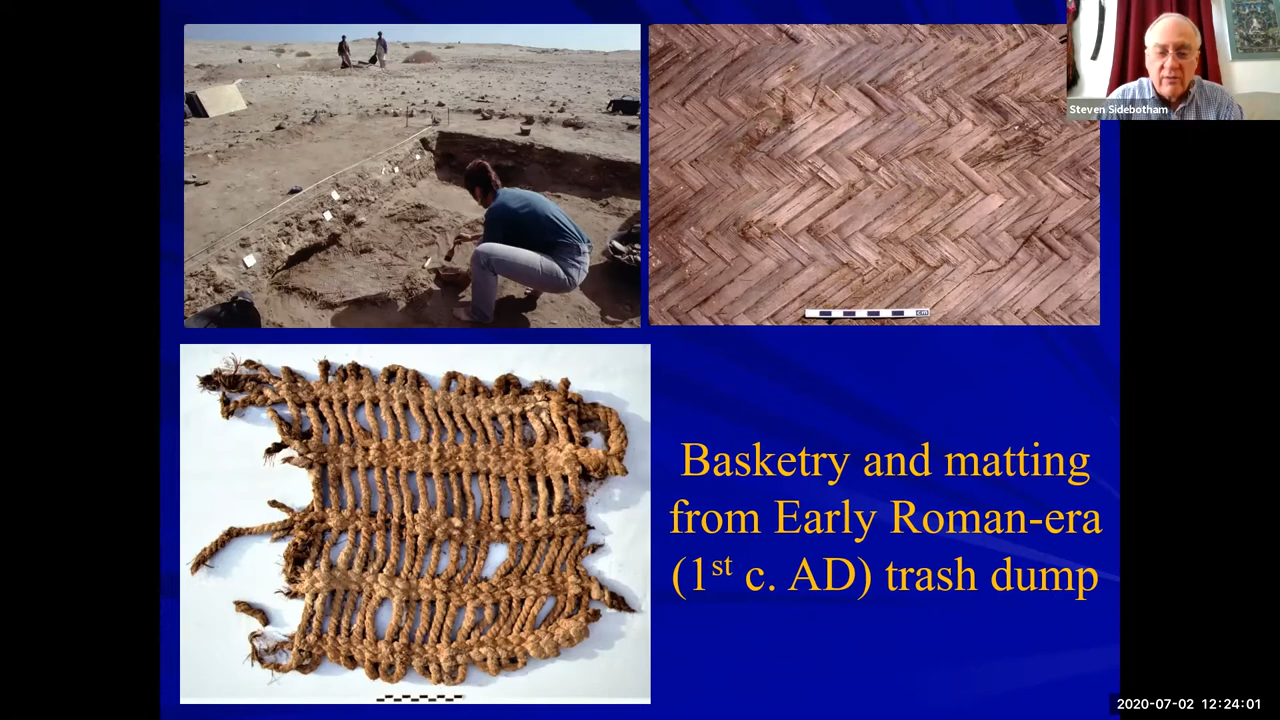 Steven Sidebotham
cm
Basketry and matting
from Early Roman-era
(1st c. AD) trash dump
2020-07-02 12:24:01